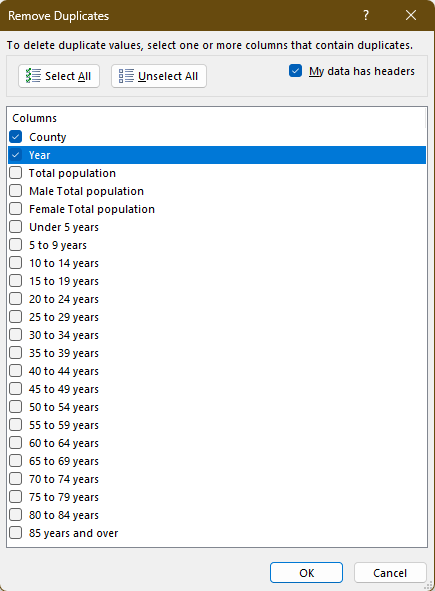 Remove Duplicates
?
To delete duplicate values, select one or more columns that contain duplicates.
Select All
Unselect All
My data has headers
Columns
County
Year
Total population
Male Total population
Female Total population
Under 5 years
5 to 9 years
10 to 14 years
15 to 19 years
20 to 24 years
25 to 29 years
30 to 34 years
35 to 39 years
40 to 44 years
45 to 49 years
50 to 54 years
55 to 59 years
60 to 64 years
65 to 69 years
70 to 74 years
75 to 79 years
80 to 84 years
85 years and over
OK
Cancel